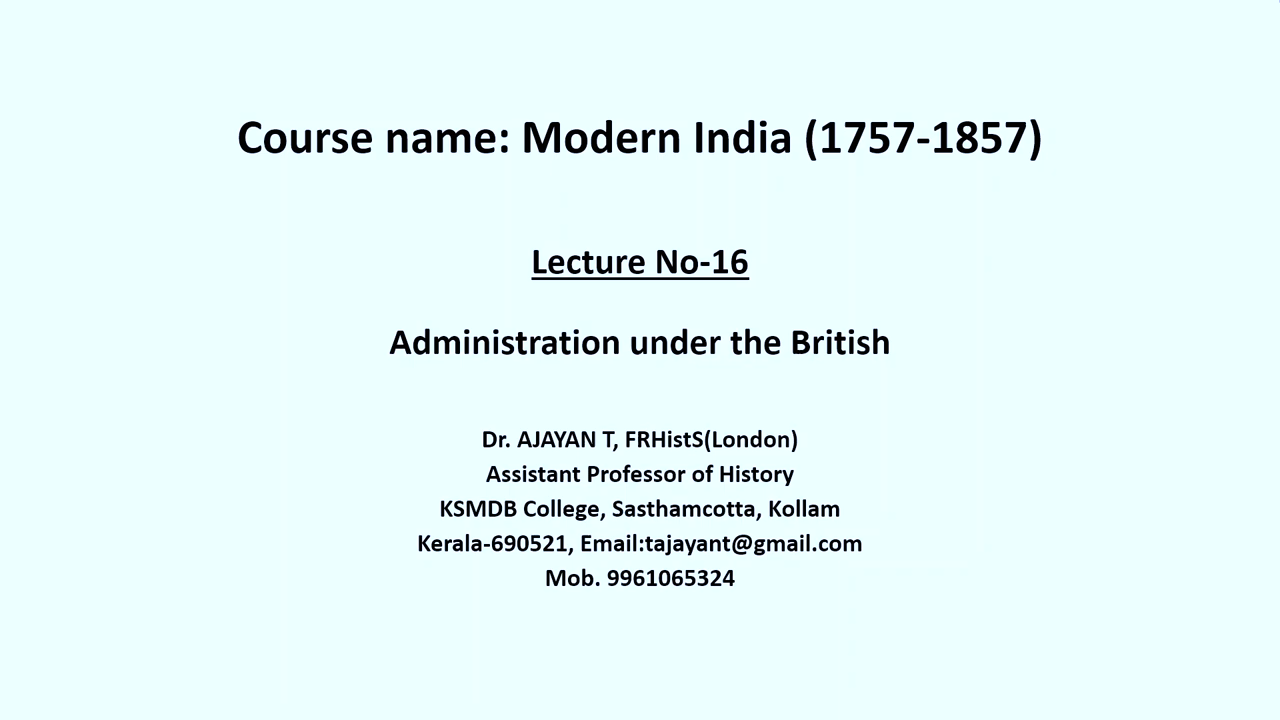 Course name: Modern India (1757-1857)
Lecture No-16
Administration under the British
Dr. AJAYAN T, FRHistS(London)
Assistant Professor of History
KSMDB College, Sasthamcotta, Kollam
Kerala-690521, Email:tajayant@gmail.com
Mob. 9961065324